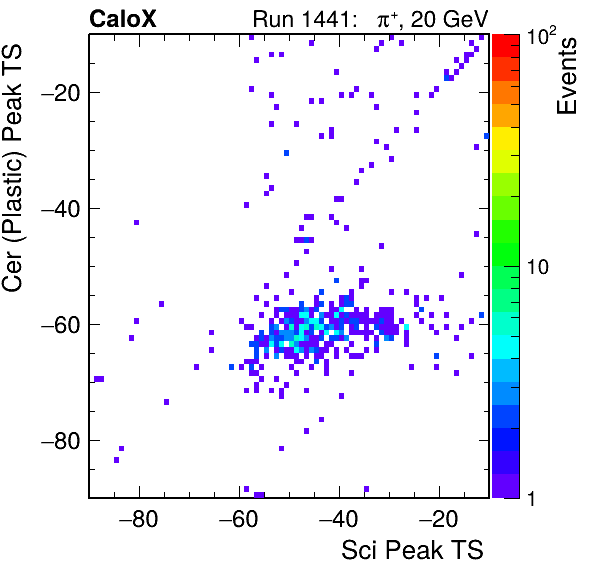 CaloX Run 1441: π⁺, 20 GeV
Cer (Plastic) Peak TS
−20
−40
−60
−80
−80 −60 −40 −20
Sci Peak TS
10²
10
1
Events